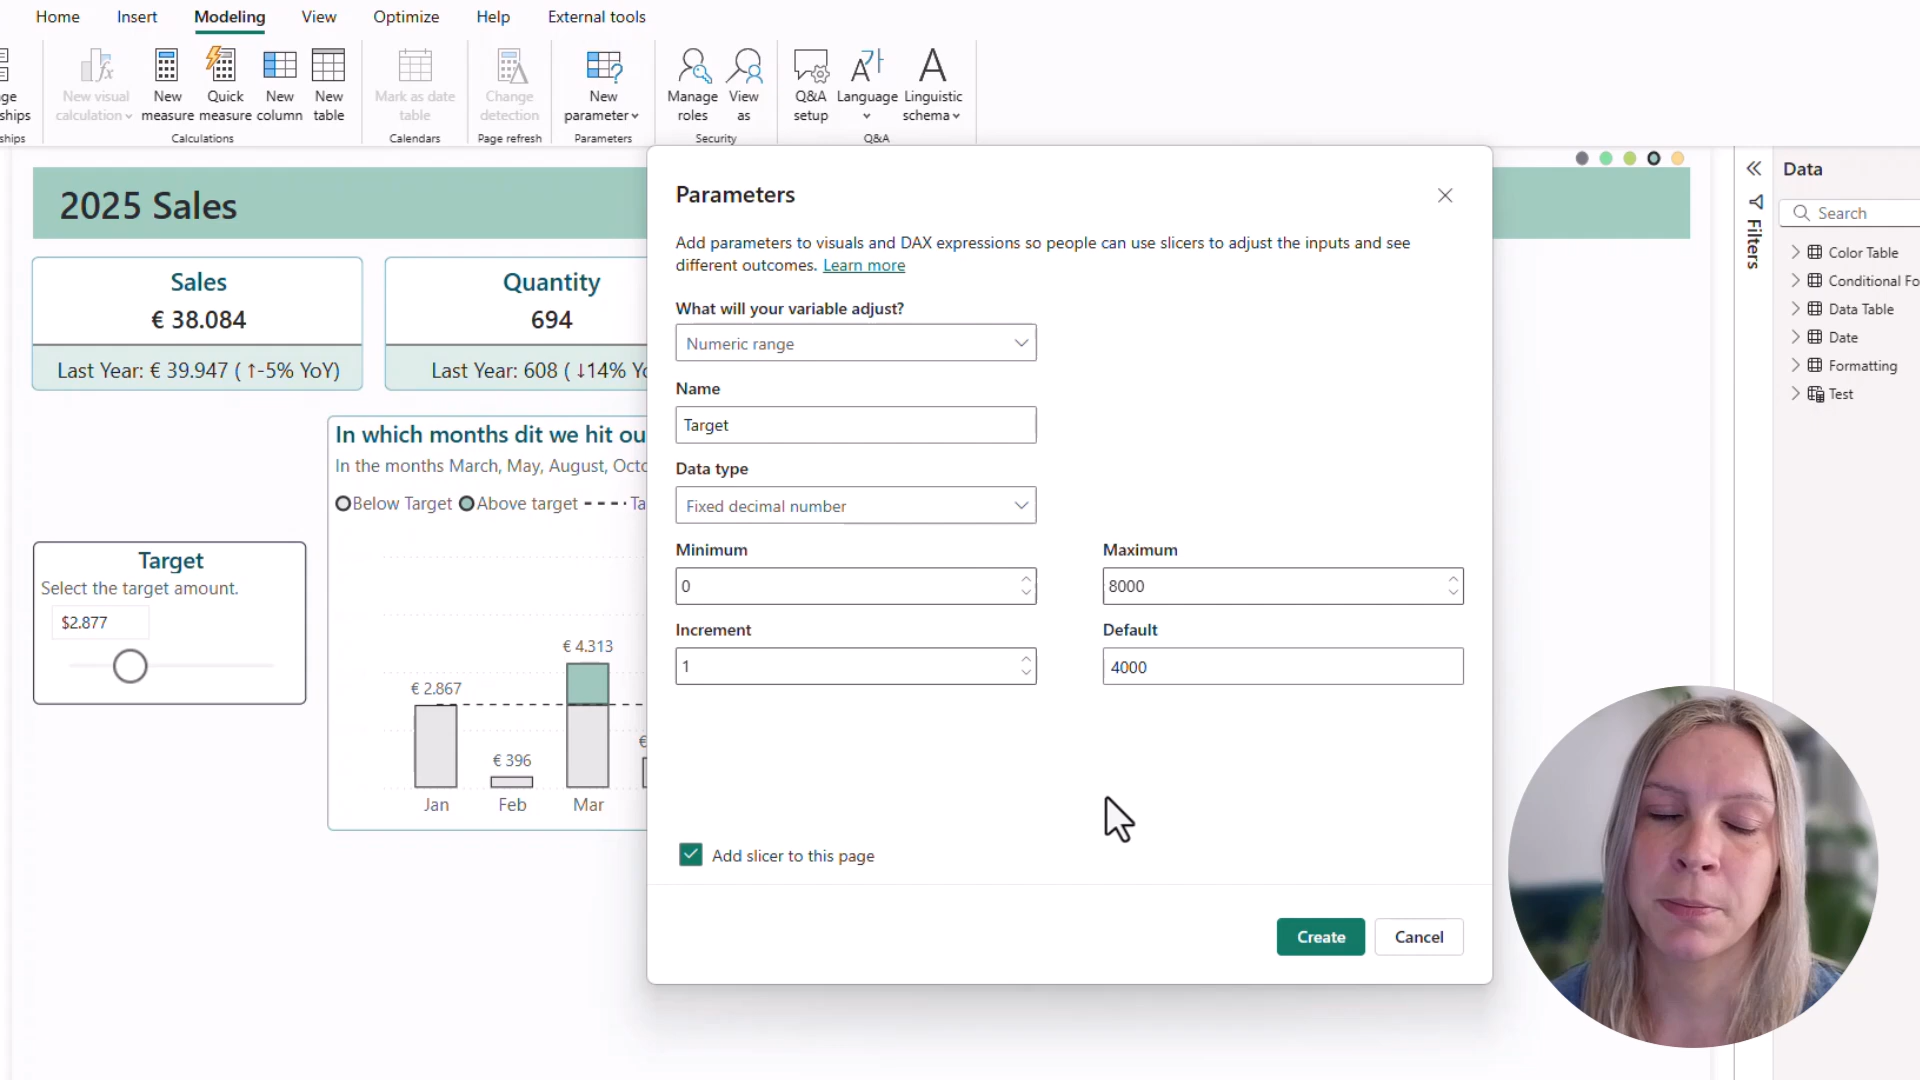 Home Insert Modeling View Optimize Help External tools
New visual calculation
New measure
Quick measure
New column
New table
Mark as date table
Change detection
New parameter
Manage roles
View as
Q&A setup
Language
Linguistic schema
ships
Calculations
Calendars
Page refresh
Parameters
Security
Q&A
2025 Sales
Sales
€ 38.084
Last Year: € 39.947 ( ↑-5% YoY)
Quantity
694
Last Year: 608 ( ↓14% Yo
In which months dit we hit ou
In the months March, May, August, Octo
Below Target Above target Ta
Target
Select the target amount.
$2.877
€ 2.867
€ 396
€ 4.313
€
Jan Feb Mar
Parameters
Add parameters to visuals and DAX expressions so people can use slicers to adjust the inputs and see
different outcomes. Learn more
What will your variable adjust?
Numeric range
Name
Target
Data type
Fixed decimal number
Minimum Maximum
0 8000
Increment Default
1 4000
Add slicer to this page
Create Cancel
Filters
Data
Search
Color Table
Conditional Fo
Data Table
Date
Formatting
Test